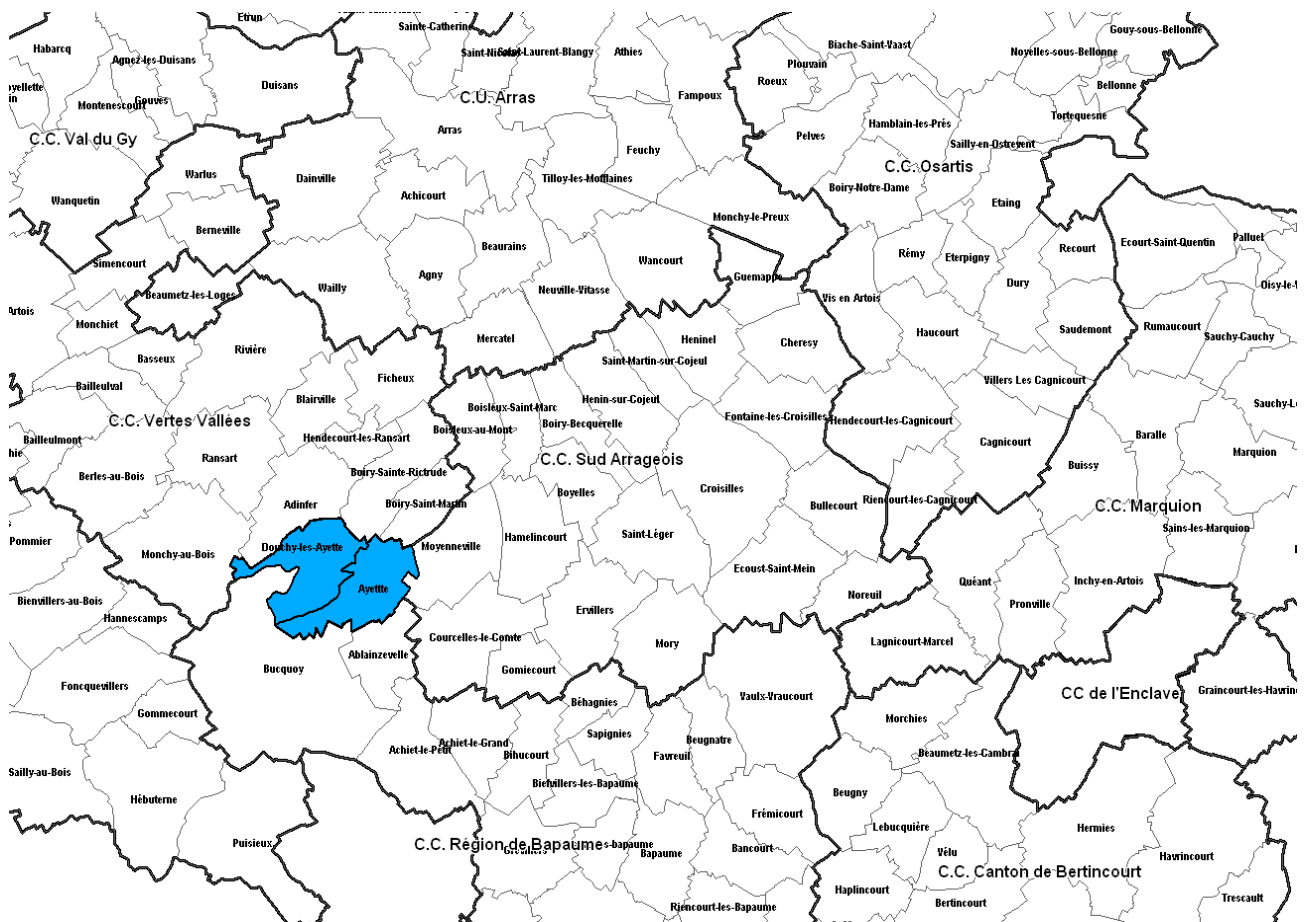 Etrun
Sainte-Catherine
Gouy-sous-Bellonne
Habarcq
Agnez-les-Duisans
Saint-Laurent-Blangy
Athies
Biache-Saint-Vaast
Noyelles-sous-Bellonne
Plouvain
Duisans
Roeux
Bellonne
Montenescourt
Gouves
C.U. Arras
Fampoux
Tortequesne
C.C. Val du Gy
Arras
Feuchy
Pelves
Hamblain-les-Prés
Sailly-en-Ostrevent
C.C. Osartis
Warlus
Dainville
Tilloy-les-Mofflaines
Wanquetin
Achicourt
Boiry-Notre-Dame
Etaing
Monchy-le-Preux
Berneville
Beaurains
Ecourt-Saint-Quentin
Palluel
Simencourt
Wancourt
Rémy
Eterpigny
Recourt
Agny
Guemappe
Dury
Wailly
Neuville-Vitasse
Beaumetz-les-Loges
Vis en Artois
Artois
Monchiet
Haucourt
Saudemont
Rumaucourt
Mercatel
Heninel
Cheresy
Sauchy-Cauchy
Rivière
Basseux
Saint-Martin-sur-Cojeul
Ficheux
Villers Les Cagnicourt
Bailleulval
Blairville
Henin-sur-Cojeul
Boisleux-Saint-Marc
Fontaine-les-Croisilles
Hendecourt-les-Cagnicourt
C.C. Vertes Vallées
Boisleux-au-Mont
Boiry-Becquerelle
Hendecourt-les-Ransart
Bailleulmont
Baralle
Cagnicourt
Ransart
C.C. Sud Arrageois
Marquion
Buissy
Berles-au-Bois
Boiry-Sainte-Rictrude
Riencourt-les-Cagnicourt
Croisilles
Boyelles
Adinfer
Boiry-Saint-Martin
Bullecourt
C.C. Marquion
Sains-les-Marquion
Saint-Léger
Hamelincourt
Pommier
Douchy-les-Ayette
Moyenneville
Monchy-au-Bois
Ecoust-Saint-Mein
Quéant
Inchy-en-Artois
Ayettte
Noreuil
Pronville
Bienvillers-au-Bois
Ervillers
Hannescamps
Courcelles-le-Comte
Mory
Lagnicourt-Marcel
Ablainzevelle
Bucquoy
Gomiecourt
Foncquevillers
CC de l'Enclave
Vaulx-Vraucourt
Béhagnies
Gommecourt
Morchies
Sapignies
Beugnatre
Achiet-le-Grand
Achiet-le-Petit
Bihucourt
Favreuil
Beaumetz-les-Cambrai
Sailly-au-Bois
Beugny
Biefvillers-les-Bapaume
Hébuterne
Frémicourt
Lebucquière
Hermies
Puisieux
C.C. Région de Bapaume
Bancourt
Bapaume
Vélu
Havrincourt
C.C. Canton de Bertincourt
Haplincourt
Trescault
Bertincourt
Riencourt-les-Bapaume